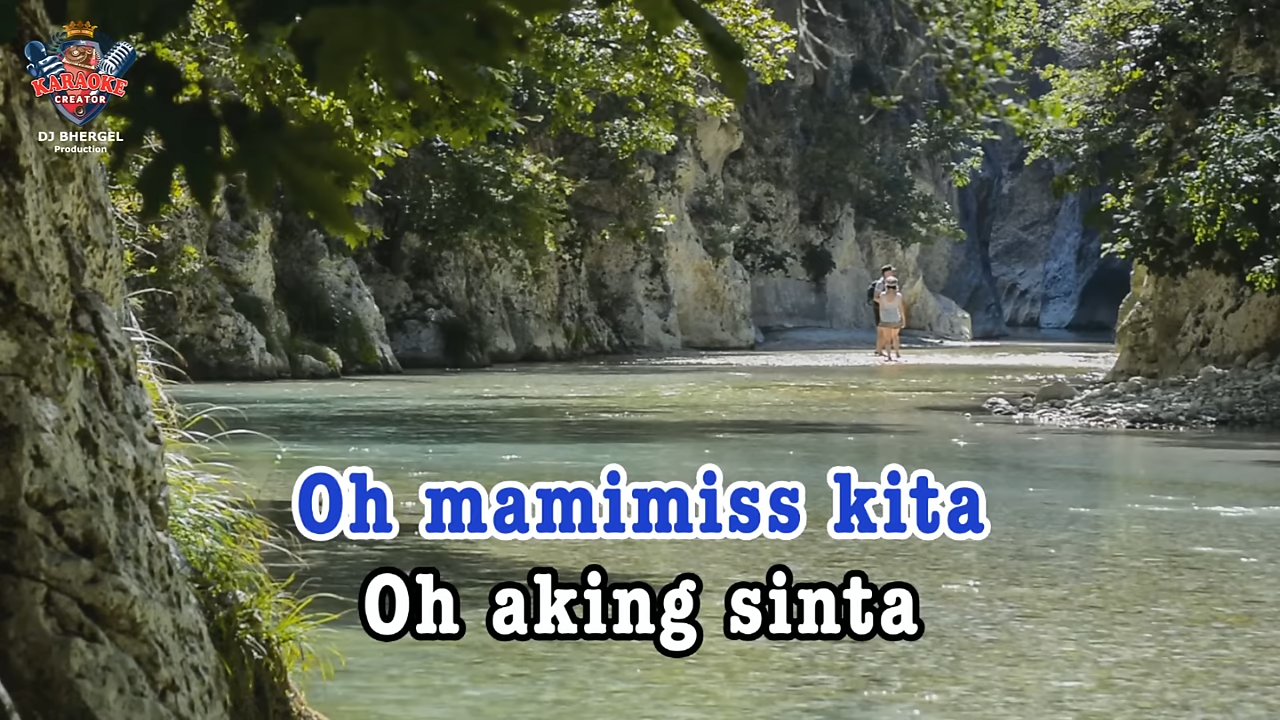 KARAOKE
CREATOR
DJ BHERGEL
Production
Oh mamimiss kita
Oh aking sinta